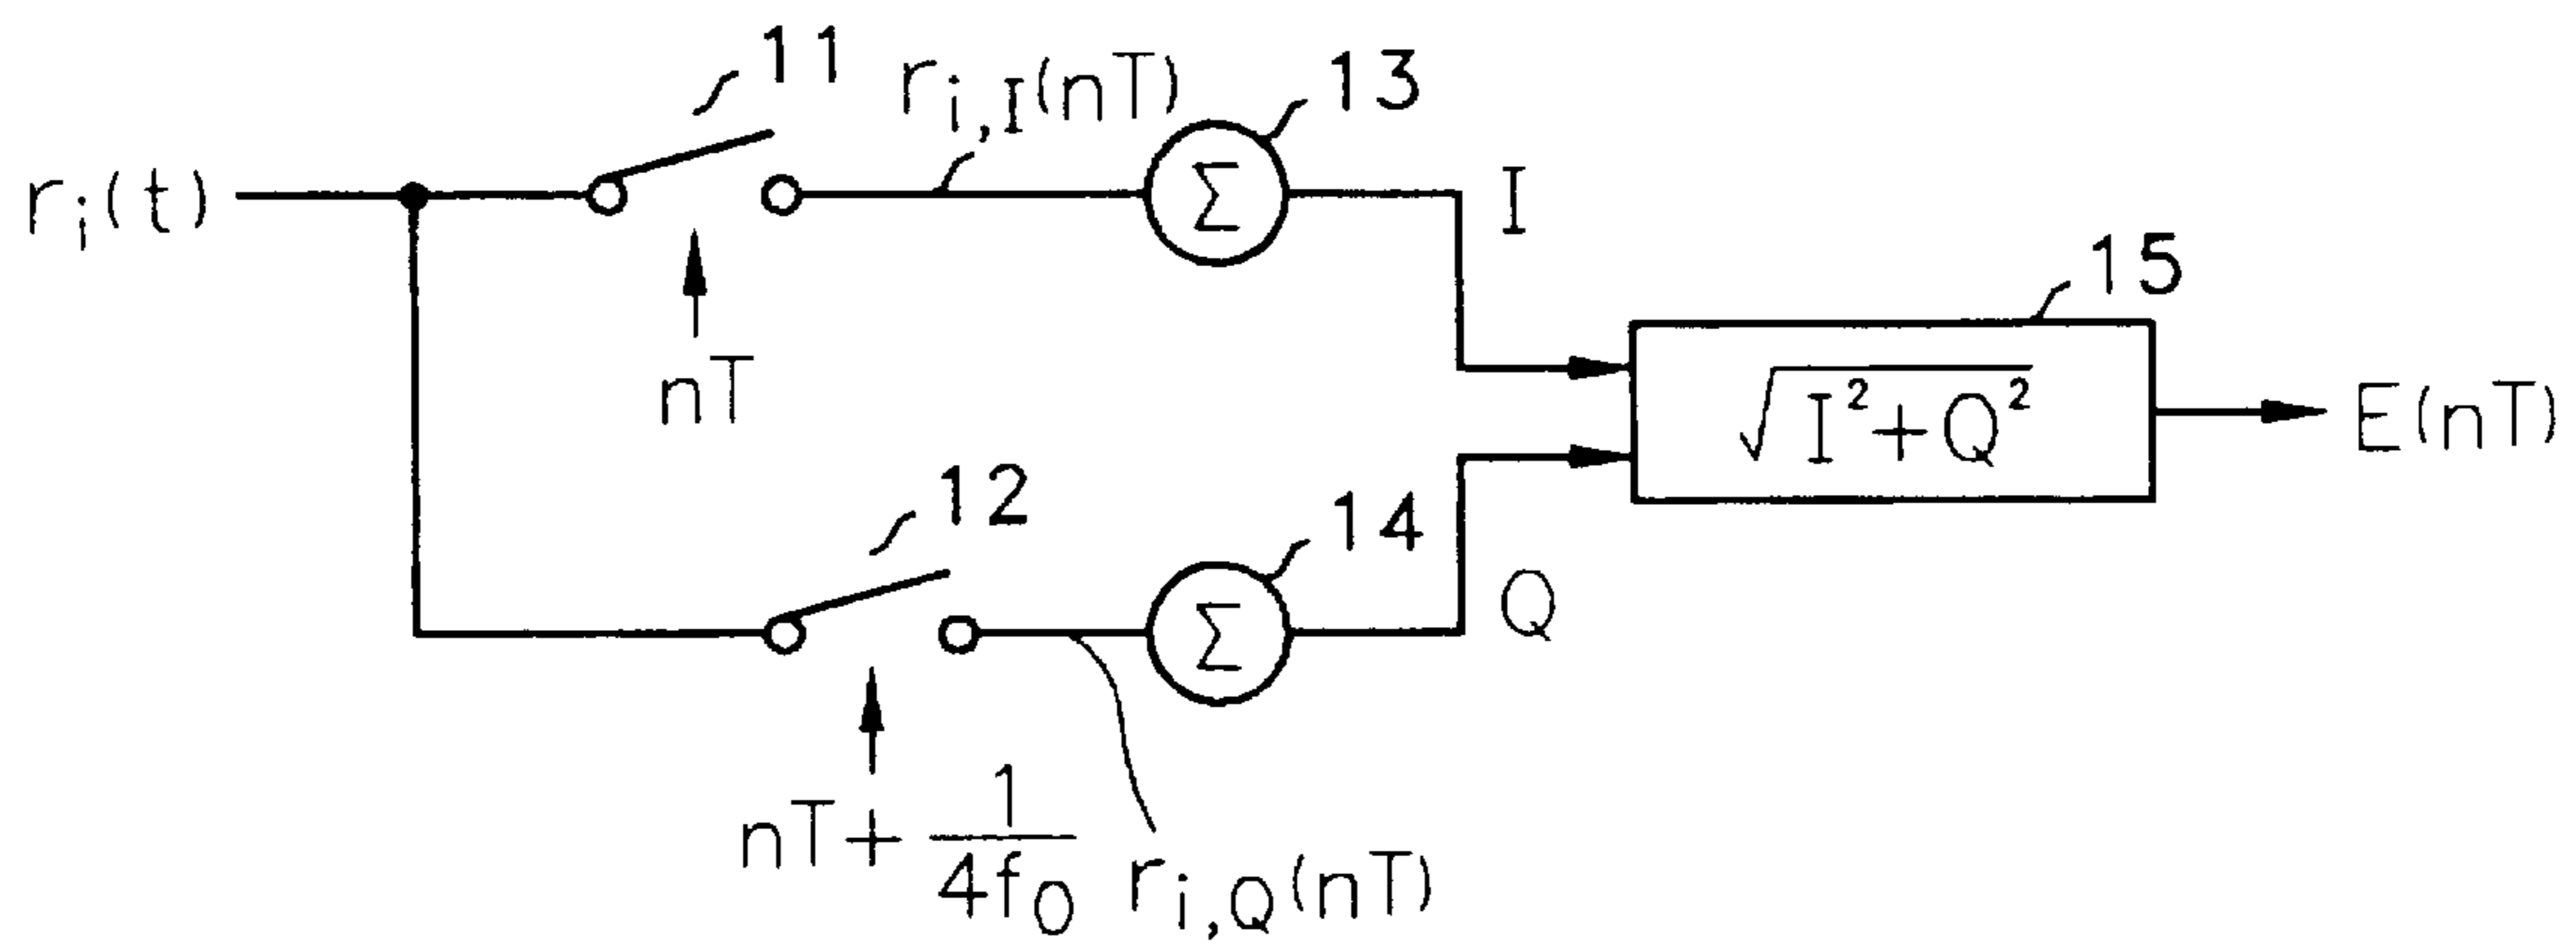 11
r_{i,I}(nT)
13
r_i(t)
Σ
I
nT
15
√(I²+Q²)
E(nT)
12
14
Σ
Q
nT + 1/(4f_0)
r_{i,Q}(nT)